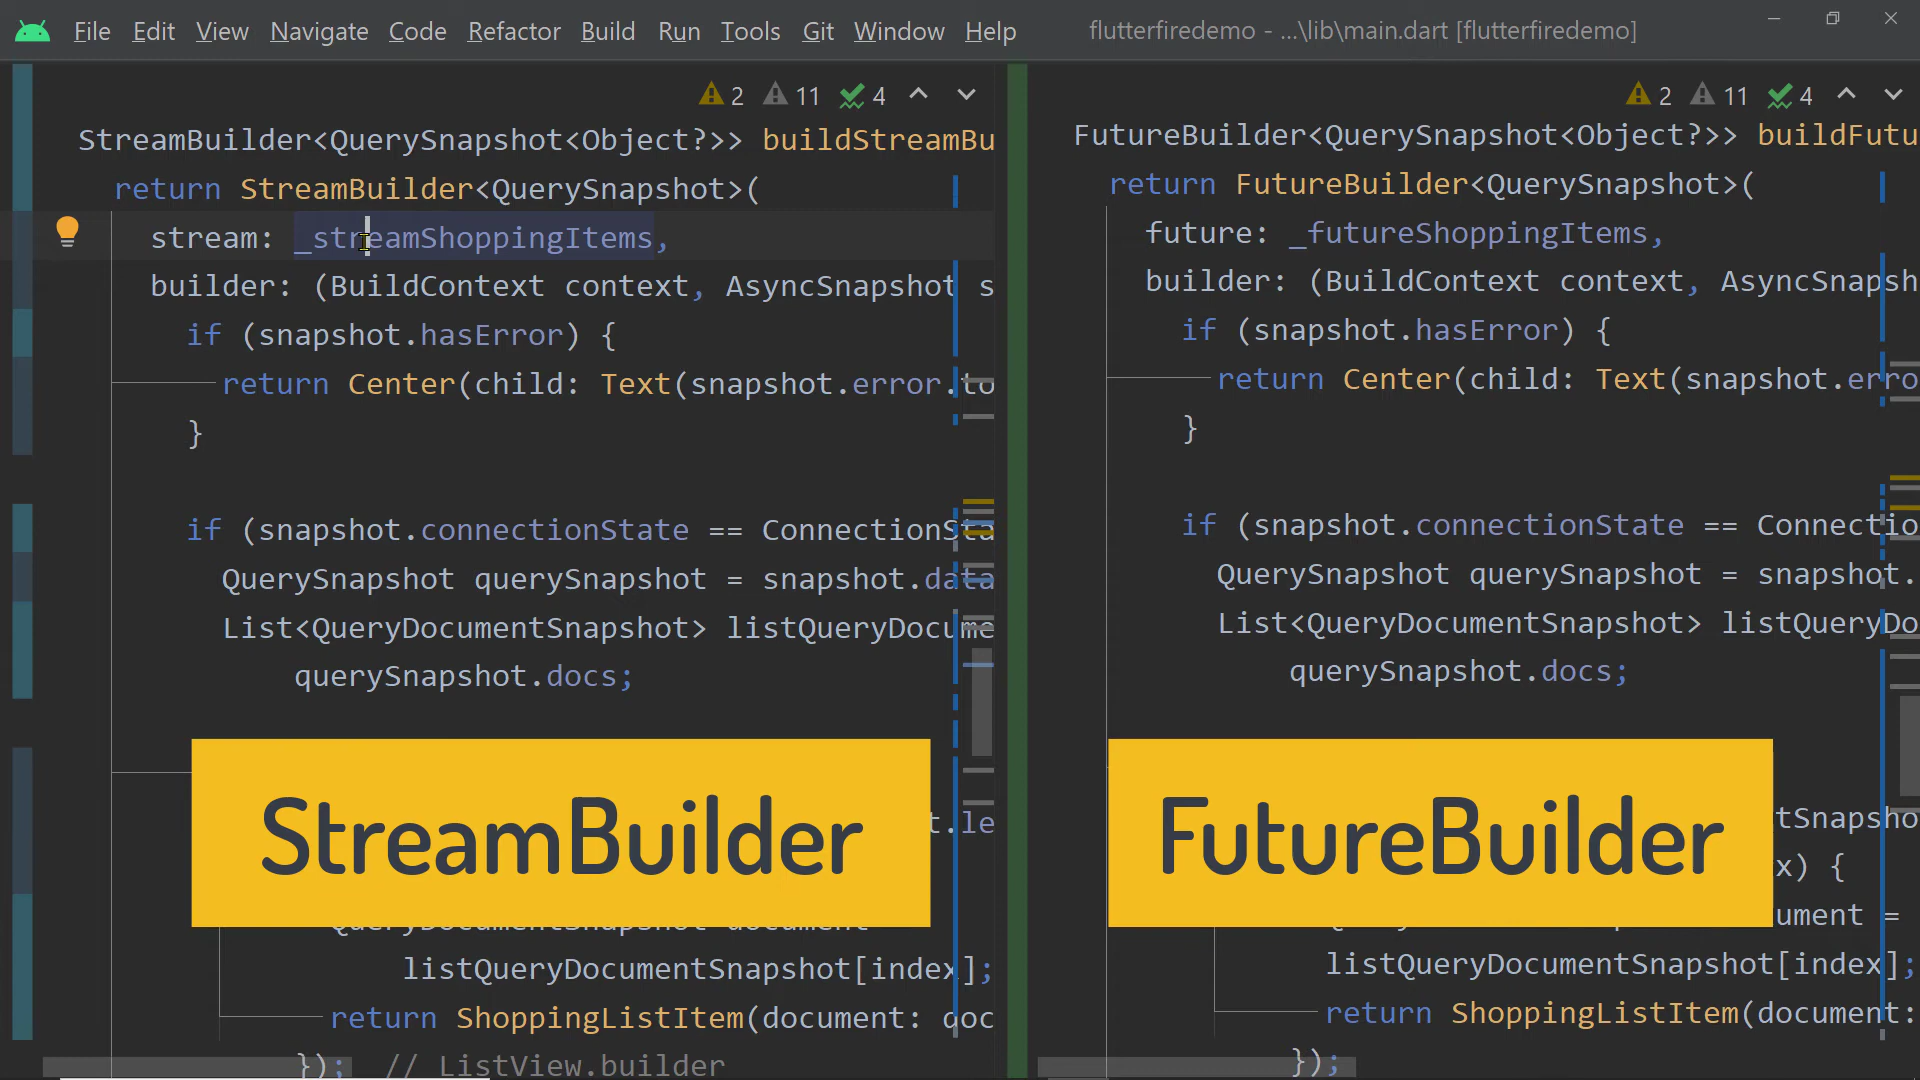 File Edit View Navigate Code Refactor Build Run Tools Git Window Help flutterfiredemo - ...\lib\main.dart [flutterfiredemo]
2 11 4
StreamBuilder<QuerySnapshot<Object?>> buildStreamBu
return StreamBuilder<QuerySnapshot>(
stream: _streamShoppingItems,
builder: (BuildContext context, AsyncSnapshot s
if (snapshot.hasError) {
return Center(child: Text(snapshot.error.to
}
if (snapshot.connectionState == ConnectionSta
QuerySnapshot querySnapshot = snapshot.data
List<QueryDocumentSnapshot> listQueryDocume
querySnapshot.docs;
StreamBuilder
t.le
listQueryDocumentSnapshot[index];
return ShoppingListItem(document: doc
}); // ListView.builder
2 11 4
FutureBuilder<QuerySnapshot<Object?>> buildFutu
return FutureBuilder<QuerySnapshot>(
future: _futureShoppingItems,
builder: (BuildContext context, AsyncSnapsh
if (snapshot.hasError) {
return Center(child: Text(snapshot.erro
}
if (snapshot.connectionState == Connectio
QuerySnapshot querySnapshot = snapshot.
List<QueryDocumentSnapshot> listQueryDo
querySnapshot.docs;
FutureBuilder
tSnapsho
x) {
ument =
listQueryDocumentSnapshot[index];
return ShoppingListItem(document:
});